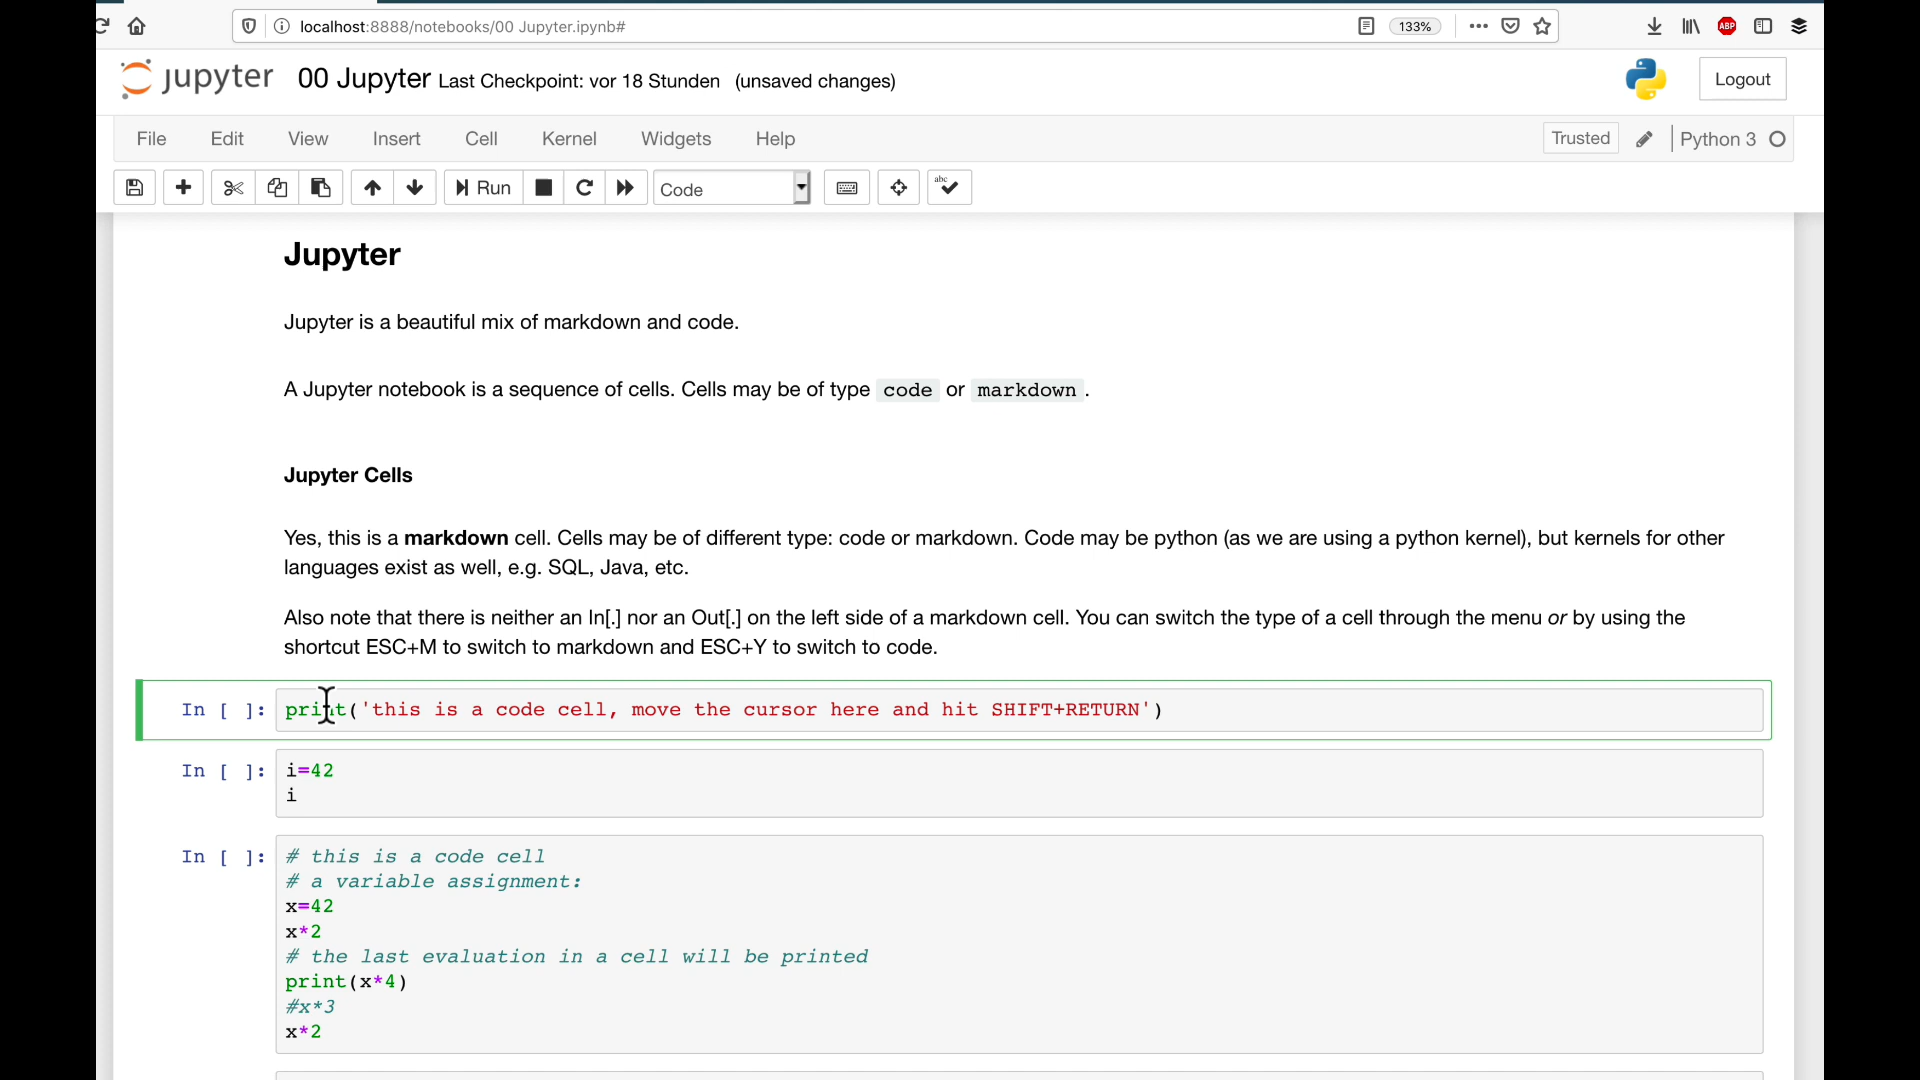 localhost:8888/notebooks/00 Jupyter.ipynb#
133%
ABP
jupyter 00 Jupyter Last Checkpoint: vor 18 Stunden (unsaved changes)
Logout
File Edit View Insert Cell Kernel Widgets Help
Trusted Python 3
Run Code abc
Jupyter
Jupyter is a beautiful mix of markdown and code.
A Jupyter notebook is a sequence of cells. Cells may be of type code or markdown .
Jupyter Cells
Yes, this is a markdown cell. Cells may be of different type: code or markdown. Code may be python (as we are using a python kernel), but kernels for other
languages exist as well, e.g. SQL, Java, etc.
Also note that there is neither an In[.] nor an Out[.] on the left side of a markdown cell. You can switch the type of a cell through the menu or by using the
shortcut ESC+M to switch to markdown and ESC+Y to switch to code.
In [ ]: print('this is a code cell, move the cursor here and hit SHIFT+RETURN')
In [ ]: i=42
i
In [ ]: # this is a code cell
# a variable assignment:
x=42
x*2
# the last evaluation in a cell will be printed
print(x*4)
#x*3
x*2